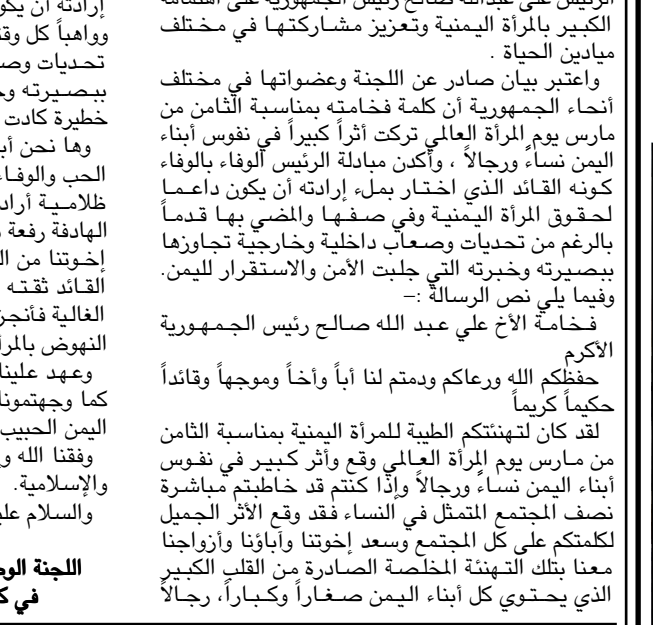 الرئيس علي عبدالله صالح رئيس الجمهورية على اهتمامه
الكبير بالمرأة اليمنية وتعزيز مشاركتها في مختلف
ميادين الحياة .
واعتبر بيان صادر عن اللجنة وعضواتها في مختلف
أنحاء الجمهورية أن كلمة فخامته بمناسبة الثامن من
مارس يوم المرأة العالمي تركت أثراً كبيراً في نفوس أبناء
اليمن نساءً ورجالاً ، وأكدن مبادلة الرئيس الوفاء بالوفاء
كونه القائد الذي اختار بملء إرادته أن يكون داعما
لحقوق المرأة اليمنية وفي صفها والمضي بها قدماً
بالرغم من تحديات وصعاب داخلية وخارجية تجاوزها
ببصيرته وخبرته التي جلبت الأمن والاستقرار لليمن.
وفيما يلي نص الرسالة :–
فخامة الأخ علي عبد الله صالح رئيس الجمهورية
الأكرم
حفظكم الله ورعاكم ودمتم لنا أباً وأخاً وموجهاً وقائداً
حكيماً كريماً
لقد كان لتهنئتكم الطيبة للمرأة اليمنية بمناسبة الثامن
من مارس يوم المرأة العالمي وقع وأثر كبير في نفوس
أبناء اليمن نساءً ورجالاً وإذا كنتم قد خاطبتم مباشرة
نصف المجتمع المتمثل في النساء فقد وقع الأثر الجميل
لكلمتكم على كل المجتمع وسعد إخوتنا وآباؤنا وأزواجنا
معنا بتلك التهنئة المخلصة الصادرة من القلب الكبير
الذي يحتوي كل أبناء اليمن صغاراً وكباراً، رجالاً
إرادته أن يكو
وواهباً كل وقت
تحديات وص
ببصيرته وخ
خطيرة كادت
وها نحن أب
الحب والوفا
ظلامية أراد
الهادفة رفعة
إخوتنا من ال
القائد ثقته
الغالية فأنجز
النهوض بالمرأ
وعهد علينا
كما وجهتمونا
اليمن الحبيب
وفقنا الله و
والإسلامية.
والسلام علي
اللجنة الو
في ك